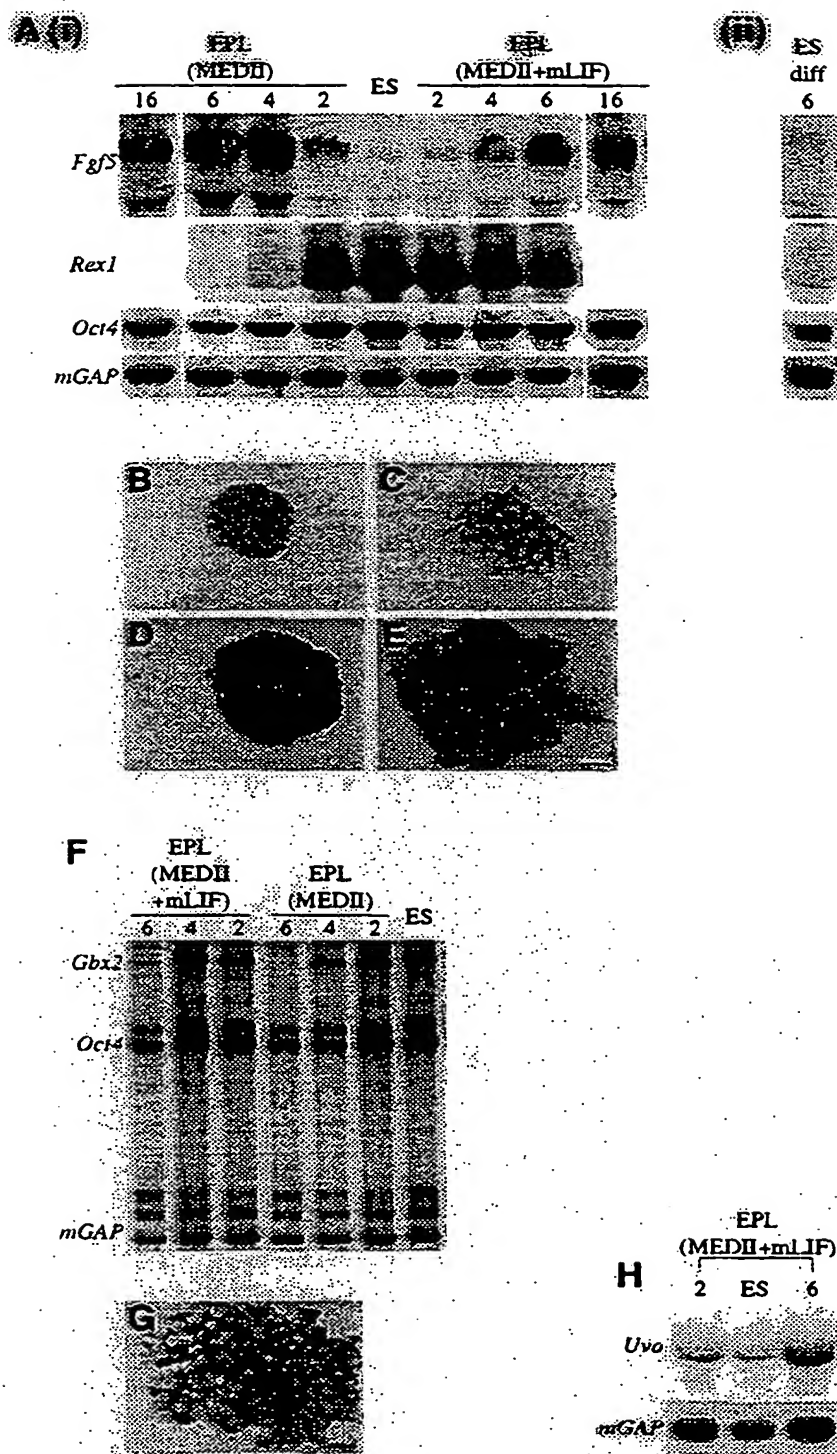 A (i)
EPL
(MEDII)
ES
EPL
(MEDII+mLIF)
16 6 4 2 2 4 6 16
Fgf5
Rex1
Oct4
mGAP
(ii)
ES
diff
6
B
C
D
E
F
EPL
(MEDII
+mLIF)
EPL
(MEDII)
ES
6 4 2 6 4 2
Gbx2
Oct4
mGAP
G
H
EPL
(MEDII+mLIF)
2 ES 6
Uvo
mGAP